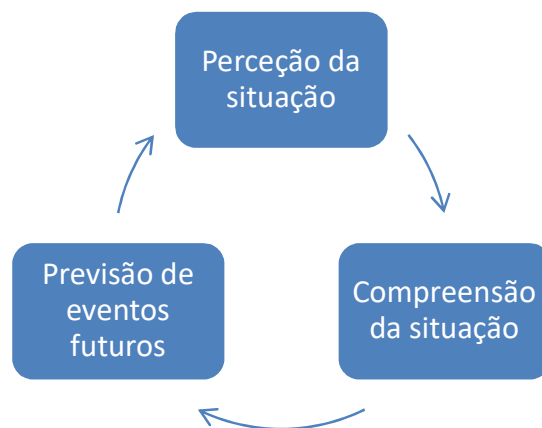 Perceção da
situação
Compreensão
da situação
Previsão de
eventos
futuros